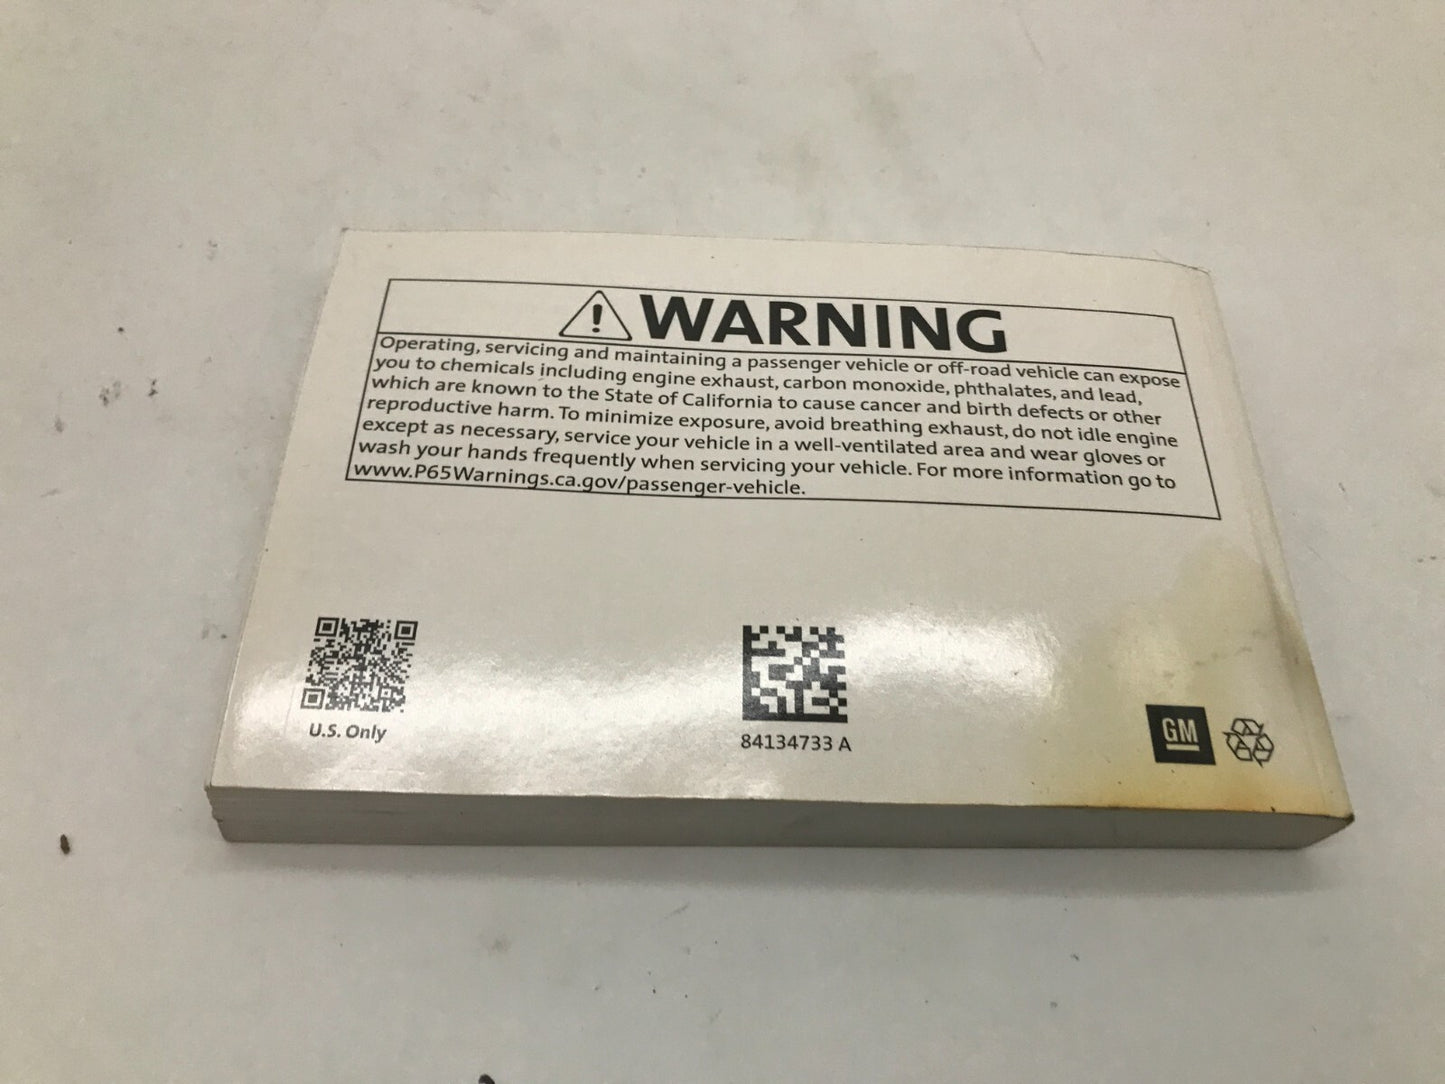 WARNING
Operating, servicing and maintaining a passenger vehicle or off-road vehicle can expose
you to chemicals including engine exhaust, carbon monoxide, phthalates, and lead,
which are known to the State of California to cause cancer and birth defects or other
reproductive harm. To minimize exposure, avoid breathing exhaust, do not idle engine
except as necessary, service your vehicle in a well-ventilated area and wear gloves or
wash your hands frequently when servicing your vehicle. For more information go to
www.P65Warnings.ca.gov/passenger-vehicle.
U.S. Only
84134733 A
GM